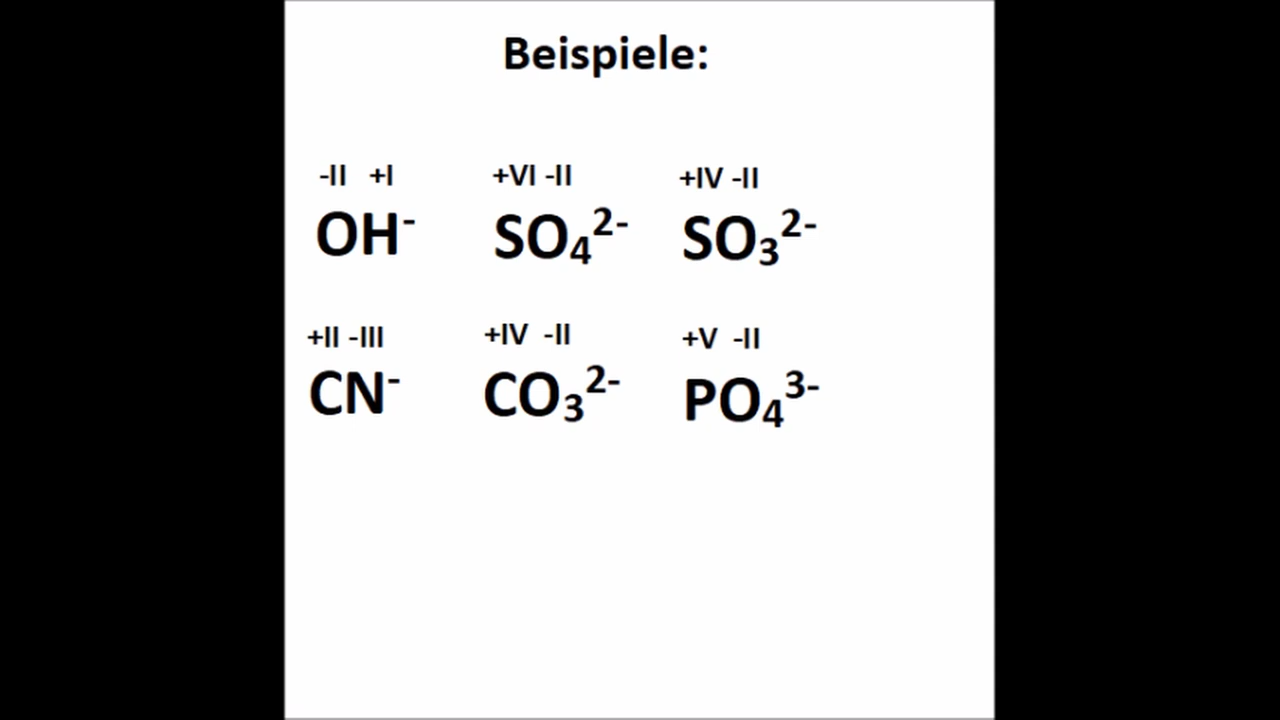 Beispiele:
-II +I +VI -II +IV -II
OH⁻ SO₄²⁻ SO₃²⁻
+II -III +IV -II +V -II
CN⁻ CO₃²⁻ PO₄³⁻